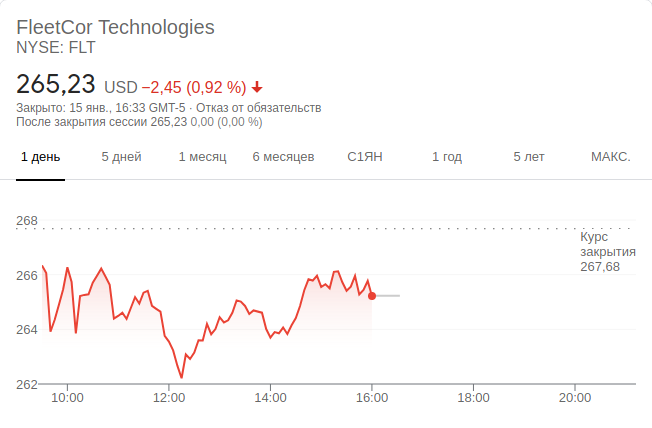 FleetCor Technologies
NYSE: FLT
265,23 USD −2,45 (0,92 %)
Закрыто: 15 янв., 16:33 GMT-5 · Отказ от обязательств
После закрытия сессии 265,23 0,00 (0,00 %)
1 день 5 дней 1 месяц 6 месяцев С1ЯН 1 год 5 лет МАКС.
268
Курс
закрытия
267,68
266
264
262
10:00 12:00 14:00 16:00 18:00 20:00